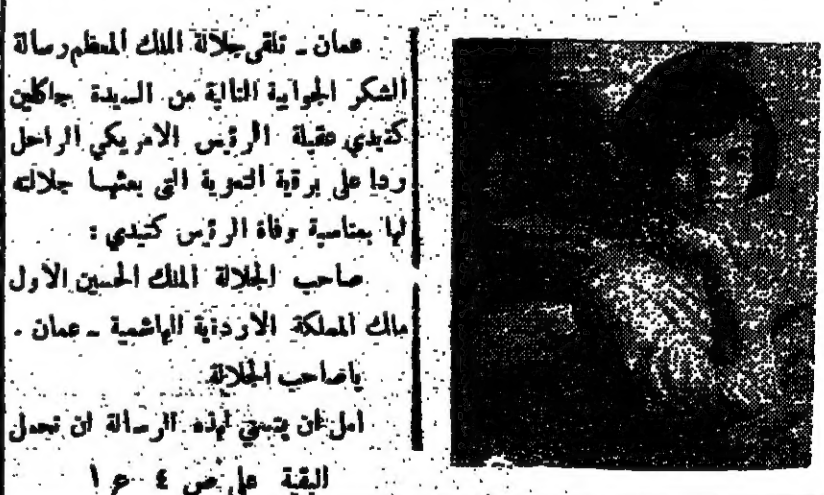 عمان - تلقى جلالة الملك المعظم رسالة
الشكر الجوابية التالية من السيدة جاكلين
كنيدي عقيلة الرئيس الامريكي الراحل
ردا على برقية التعزية التي بعثها جلالته
لها بمناسبة وفاة الرئيس كنيدي :
صاحب الجلالة الملك الحسين الاول
ملك المملكة الاردنية الهاشمية - عمان .
ياصاحب الجلالة
امل ان يتسنى لهذه الرسالة ان تحمل
البقية على ص ٤ ع ١